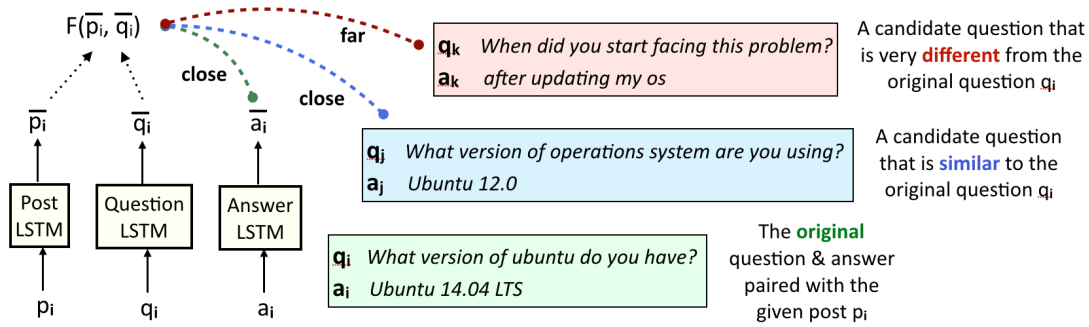 F(p̅i, q̅i)
far
close
close
qk When did you start facing this problem?
ak after updating my os
A candidate question that
is very different from the
original question qi
p̅i
q̅i
a̅i
qj What version of operations system are you using?
aj Ubuntu 12.0
A candidate question
that is similar to the
original question qi
Post
LSTM
Question
LSTM
Answer
LSTM
qi What version of ubuntu do you have?
ai Ubuntu 14.04 LTS
The original
question & answer
paired with the
given post pi
pi
qi
ai